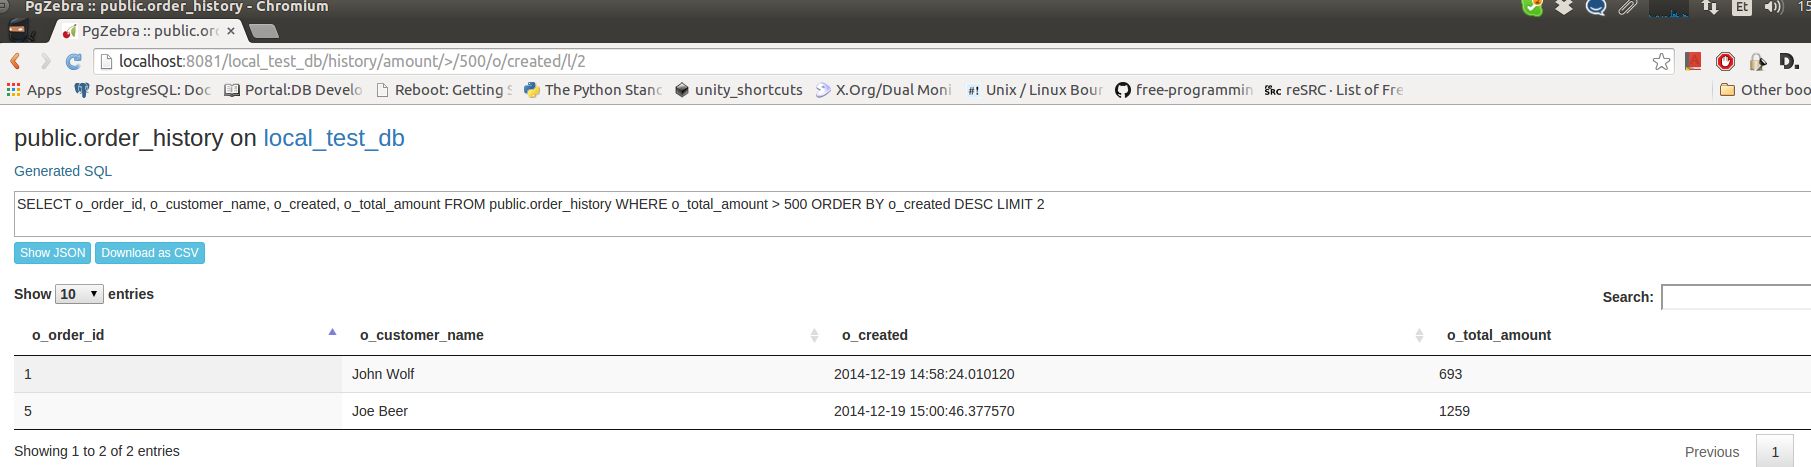 PgZebra :: public.order_history - Chromium
Et 15
PgZebra :: public.orc ×
localhost:8081/local_test_db/history/amount/>/500/o/created/l/2
Apps PostgreSQL: Doc Portal:DB Develo Reboot: Getting S The Python Stan unity_shortcuts X.Org/Dual Moni #! Unix / Linux Bour free-programmin src reSRC · List of Fre Other boo
public.order_history on local_test_db
Generated SQL
SELECT o_order_id, o_customer_name, o_created, o_total_amount FROM public.order_history WHERE o_total_amount > 500 ORDER BY o_created DESC LIMIT 2
Show JSON Download as CSV
Show 10 entries Search:
o_order_id o_customer_name o_created o_total_amount
1 John Wolf 2014-12-19 14:58:24.010120 693
5 Joe Beer 2014-12-19 15:00:46.377570 1259
Showing 1 to 2 of 2 entries Previous 1